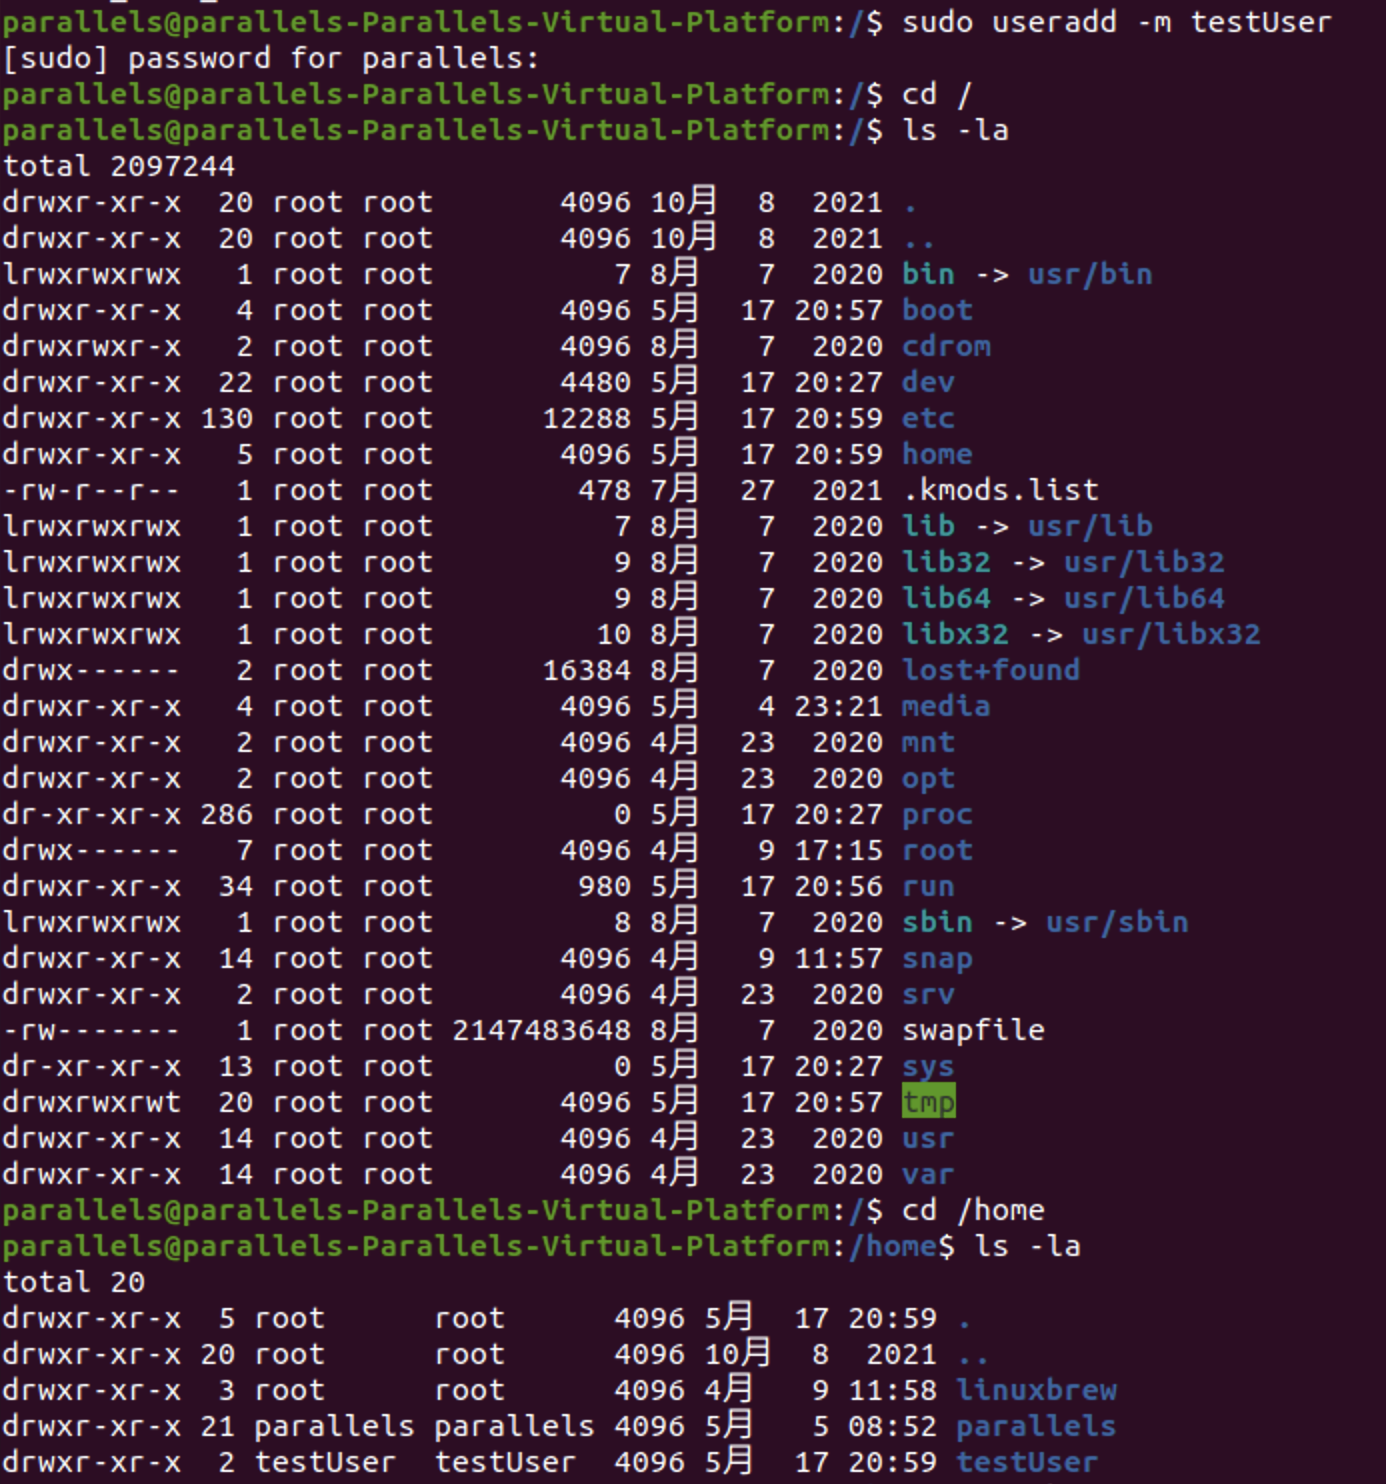 parallels@parallels-Parallels-Virtual-Platform:/$ sudo useradd -m testUser
[sudo] password for parallels:
parallels@parallels-Parallels-Virtual-Platform:/$ cd /
parallels@parallels-Parallels-Virtual-Platform:/$ ls -la
total 2097244
drwxr-xr-x  20 root root       4096 10月  8  2021 .
drwxr-xr-x  20 root root       4096 10月  8  2021 ..
lrwxrwxrwx   1 root root          7 8月   7  2020 bin -> usr/bin
drwxr-xr-x   4 root root       4096 5月  17 20:57 boot
drwxrwxr-x   2 root root       4096 8月   7  2020 cdrom
drwxr-xr-x  22 root root       4480 5月  17 20:27 dev
drwxr-xr-x 130 root root      12288 5月  17 20:59 etc
drwxr-xr-x   5 root root       4096 5月  17 20:59 home
-rw-r--r--   1 root root        478 7月  27  2021 .kmods.list
lrwxrwxrwx   1 root root          7 8月   7  2020 lib -> usr/lib
lrwxrwxrwx   1 root root          9 8月   7  2020 lib32 -> usr/lib32
lrwxrwxrwx   1 root root          9 8月   7  2020 lib64 -> usr/lib64
lrwxrwxrwx   1 root root         10 8月   7  2020 libx32 -> usr/libx32
drwx------   2 root root      16384 8月   7  2020 lost+found
drwxr-xr-x   4 root root       4096 5月   4 23:21 media
drwxr-xr-x   2 root root       4096 4月  23  2020 mnt
drwxr-xr-x   2 root root       4096 4月  23  2020 opt
dr-xr-xr-x 286 root root          0 5月  17 20:27 proc
drwx------   7 root root       4096 4月   9 17:15 root
drwxr-xr-x  34 root root        980 5月  17 20:56 run
lrwxrwxrwx   1 root root          8 8月   7  2020 sbin -> usr/sbin
drwxr-xr-x  14 root root       4096 4月   9 11:57 snap
drwxr-xr-x   2 root root       4096 4月  23  2020 srv
-rw-------   1 root root 2147483648 8月   7  2020 swapfile
dr-xr-xr-x  13 root root          0 5月  17 20:27 sys
drwxrwxrwt  20 root root       4096 5月  17 20:57 tmp
drwxr-xr-x  14 root root       4096 4月  23  2020 usr
drwxr-xr-x  14 root root       4096 4月  23  2020 var
parallels@parallels-Parallels-Virtual-Platform:/$ cd /home
parallels@parallels-Parallels-Virtual-Platform:/home$ ls -la
total 20
drwxr-xr-x  5 root      root      4096 5月  17 20:59 .
drwxr-xr-x 20 root      root      4096 10月  8  2021 ..
drwxr-xr-x  3 root      root      4096 4月   9 11:58 linuxbrew
drwxr-xr-x 21 parallels parallels 4096 5月   5 08:52 parallels
drwxr-xr-x  2 testUser  testUser  4096 5月  17 20:59 testUser